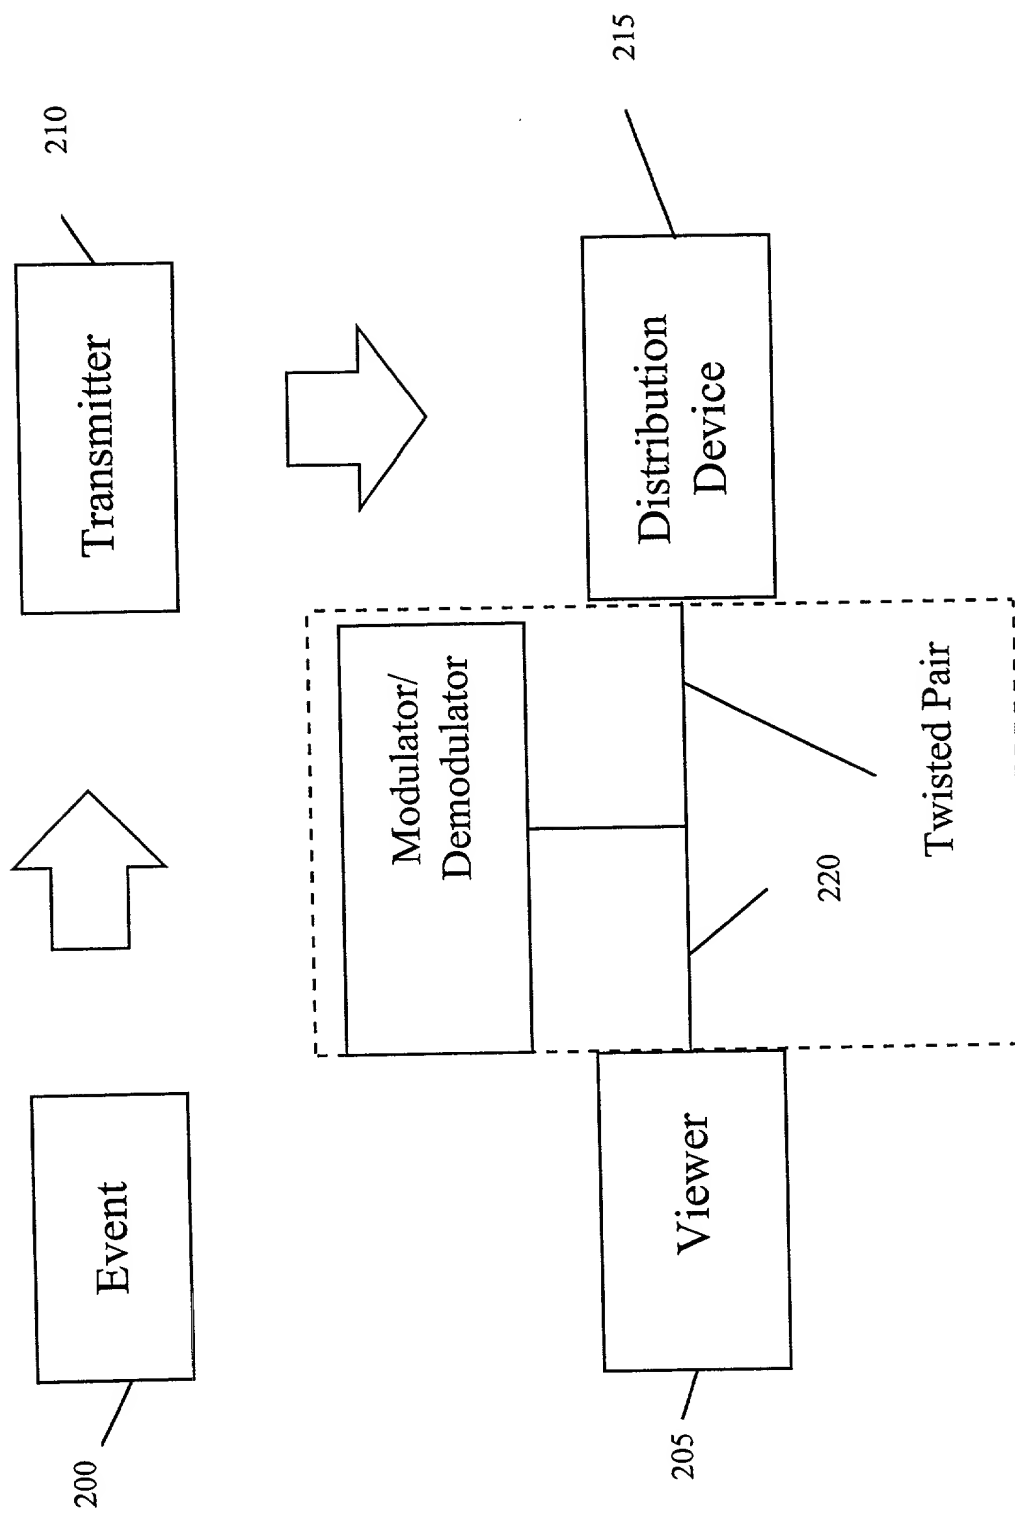 200
Event
Transmitter
210
Modulator/
Demodulator
205
Viewer
Distribution
Device
215
220
Twisted Pair